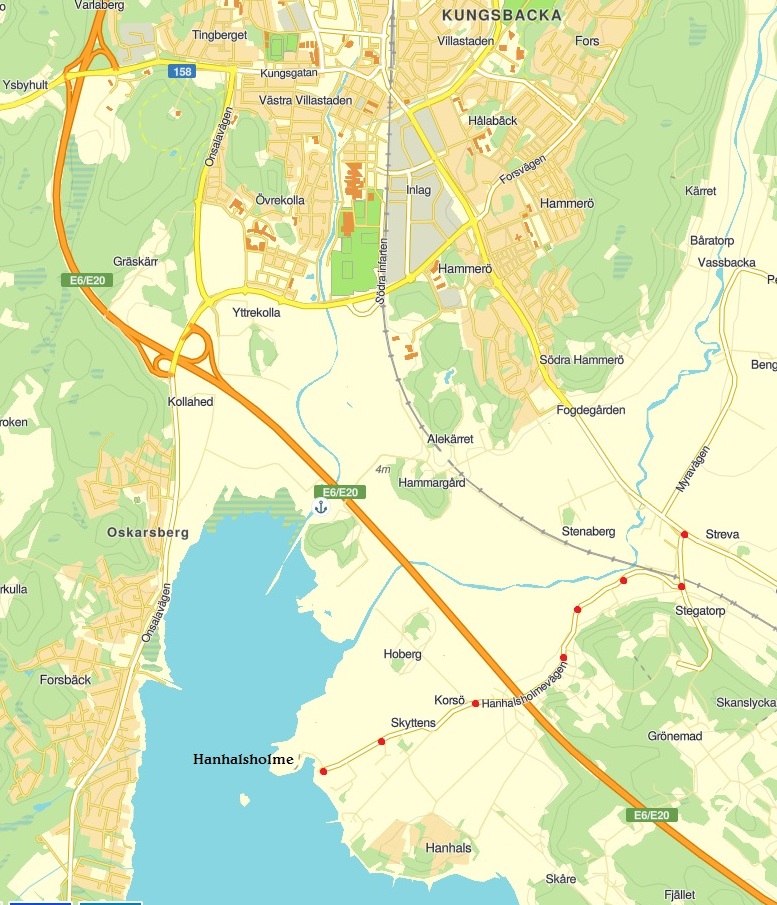 Varlaberg
KUNGSBACKA
Tingberget
Villastaden
Fors
Ysbyhult
158
Kungsgatan
Västra Villastaden
Hålabäck
Onsalavägen
Forsvägen
Inlag
Kärret
Övrekolla
Hammerö
Båratorp
Vassbacka
Gräskärr
Hammerö
E6/E20
Södra infarten
Pe
Yttrekolla
Södra Hammerö
Beng
Kollahed
Fogdegården
roken
Alekärret
4m
Hammargård
Myravägen
E6/E20
Oskarsberg
Stenaberg
Streva
rkulla
Onsalavägen
Stegatorp
Hoberg
Forsbäck
Korsö
Hanhalsholmevägen
Skanslycka
Skyttens
Grönemad
Hanhalsholme
E6/E20
Hanhals
Skåre
Fjället